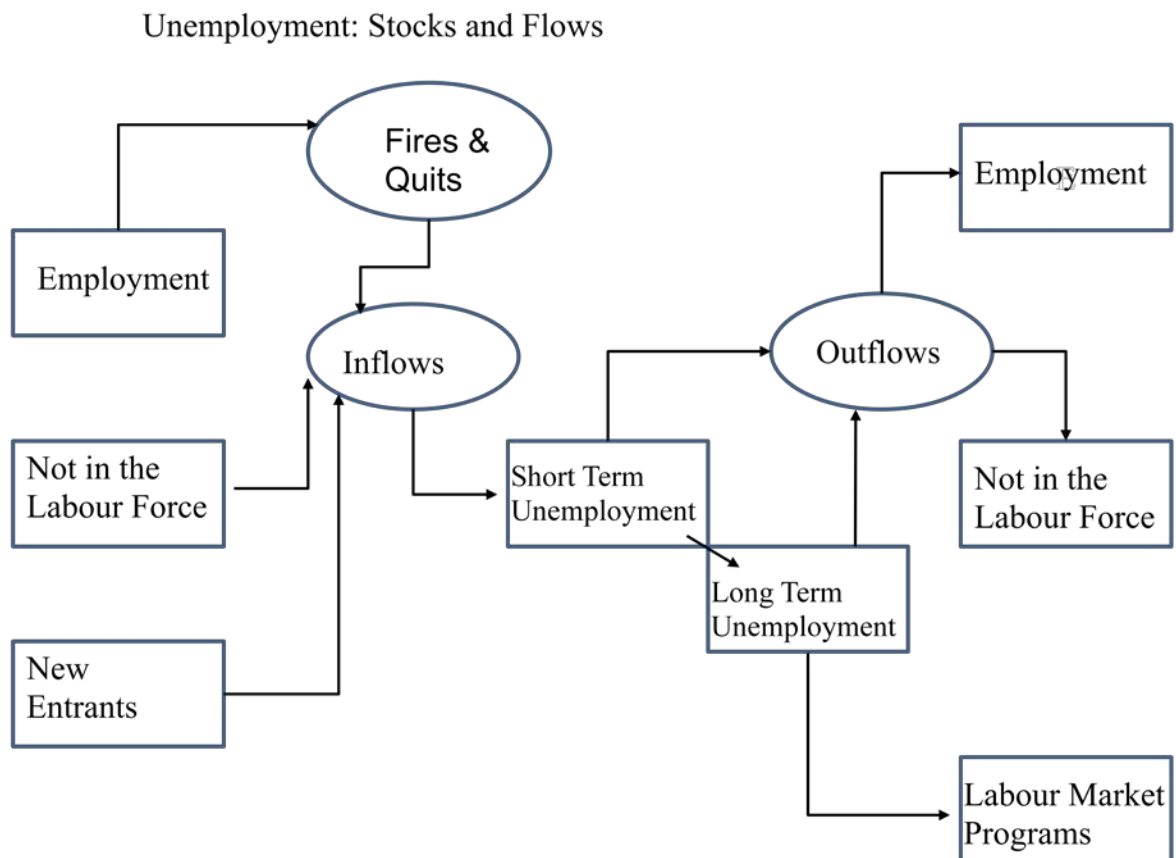 Unemployment: Stocks and Flows
Fires &
Quits
Employment
Employment
Inflows
Outflows
Not in the
Labour Force
Short Term
Unemployment
Not in the
Labour Force
Long Term
Unemployment
New
Entrants
Labour Market
Programs